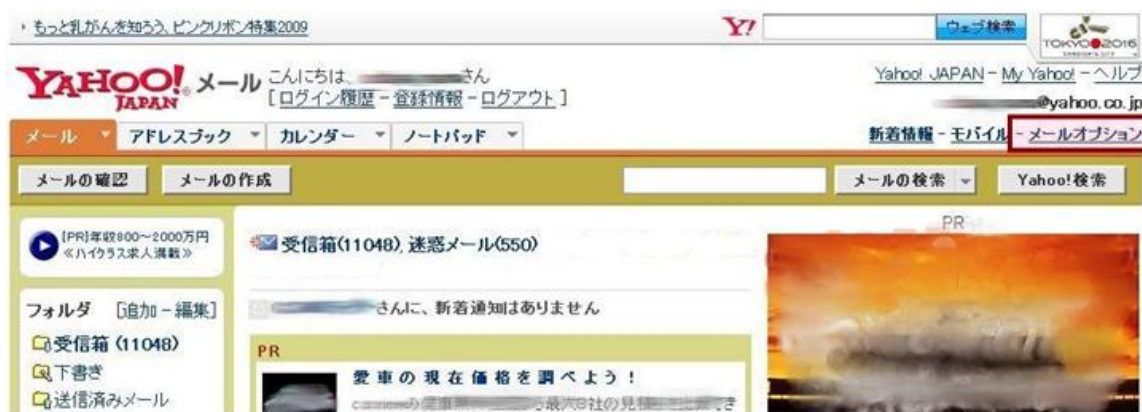 もっと乳がんを知ろう、ピンクリボン特集2009
Y! ウェブ検索
TOKYO 2016
YAHOO! JAPAN メール
こんにちは、 さん
[ ログイン履歴 - 登録情報 - ログアウト ]
Yahoo! JAPAN - My Yahoo! - ヘルプ
@yahoo.co.jp
メール アドレスブック カレンダー ノートパッド
新着情報 - モバイル - メールオプション
メールの確認 メールの作成 メールの検索 Yahoo!検索
[PR]年収800～2000万円
≪ハイクラス求人満載≫
受信箱(11048), 迷惑メール(550)
PR
さんに、新着通知はありません
フォルダ [追加 - 編集]
受信箱 (11048)
下書き
送信済みメール
PR
愛車の現在価格を調べよう!
最大8社の見積